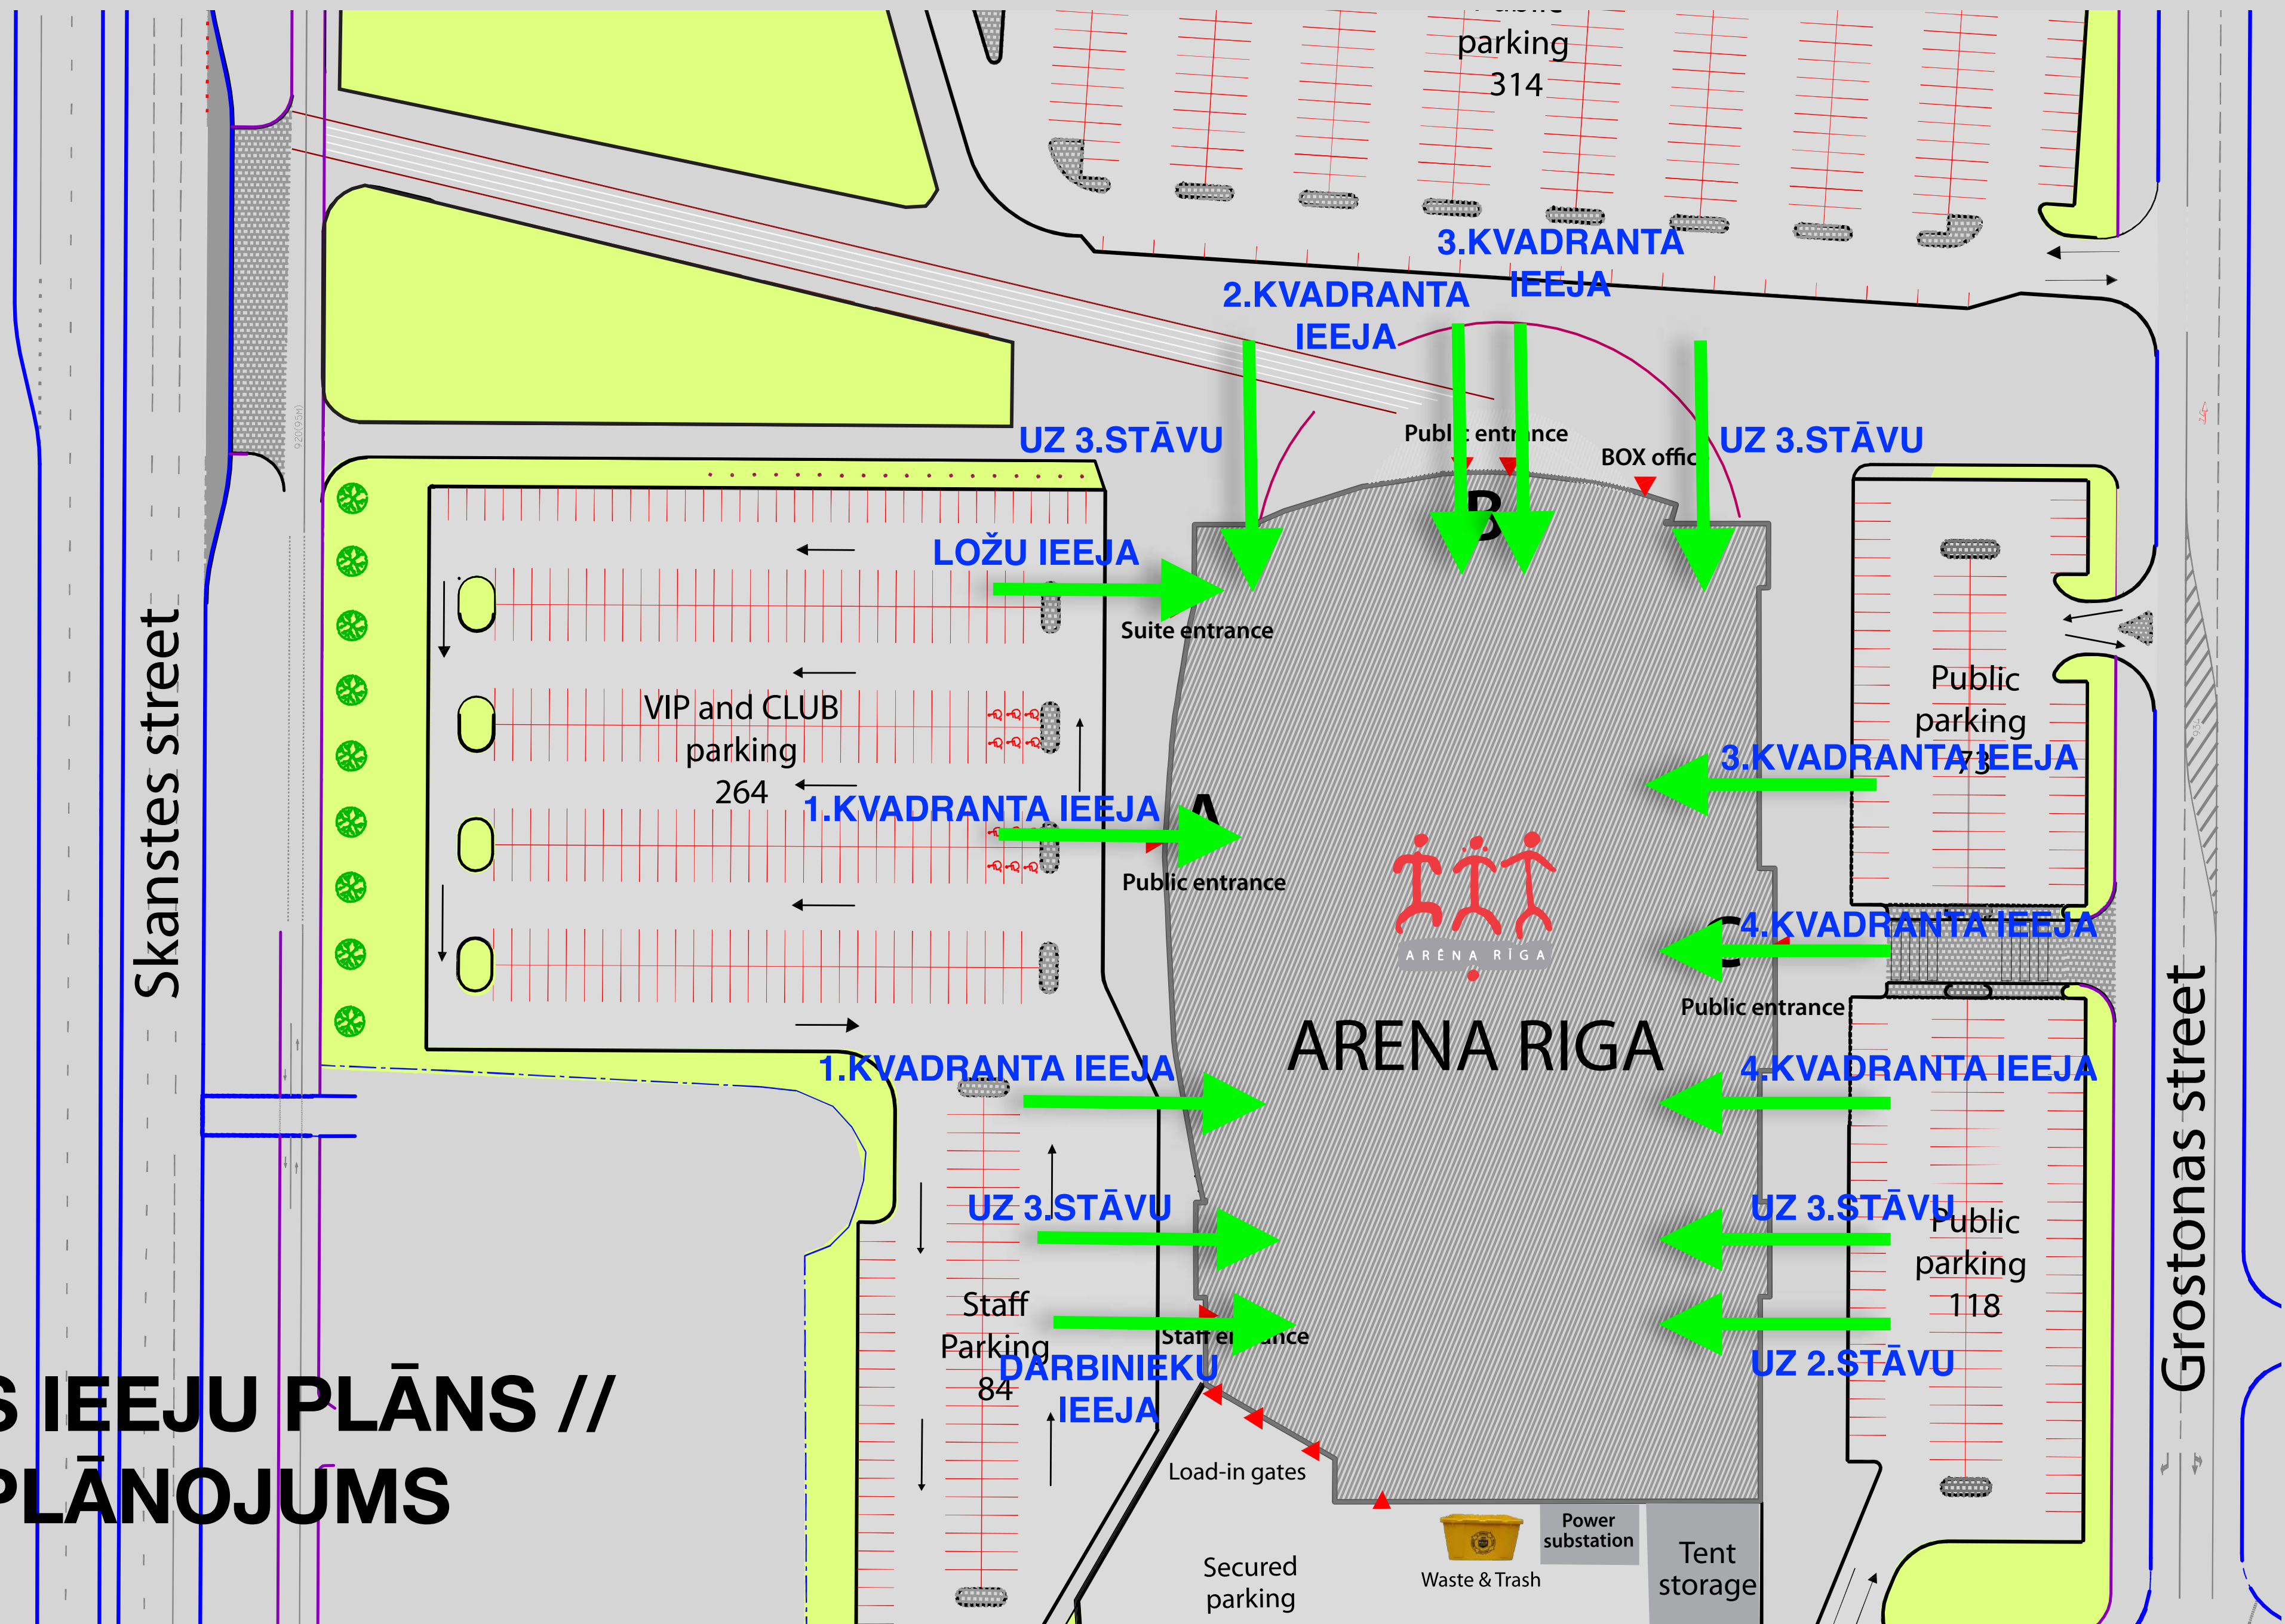 parking
314
3.KVADRANTA
IEEJA
2.KVADRANTA
IEEJA
UZ 3.STĀVU
Public entrance
BOX office
UZ 3.STĀVU
B
LOŽU IEEJA
Suite entrance
920(95M)
Skanstes street
VIP and CLUB
parking
264
Public
parking
73
3.KVADRANTA IEEJA
1.KVADRANTA IEEJA
A
Public entrance
4.KVADRANTA IEEJA
C
Public entrance
ARĒNA RĪGA
ARENA RIGA
Grostonas street
1.KVADRANTA IEEJA
4.KVADRANTA IEEJA
UZ 3.STĀVU
UZ 3.STĀVU
Public
parking
118
Staff
Parking
84
Staff entrance
DARBINIEKU
IEEJA
UZ 2.STĀVU
S IEEJU PLĀNS //
PLĀNOJUMS
Load-in gates
Secured
parking
Waste & Trash
Power
substation
Tent
storage